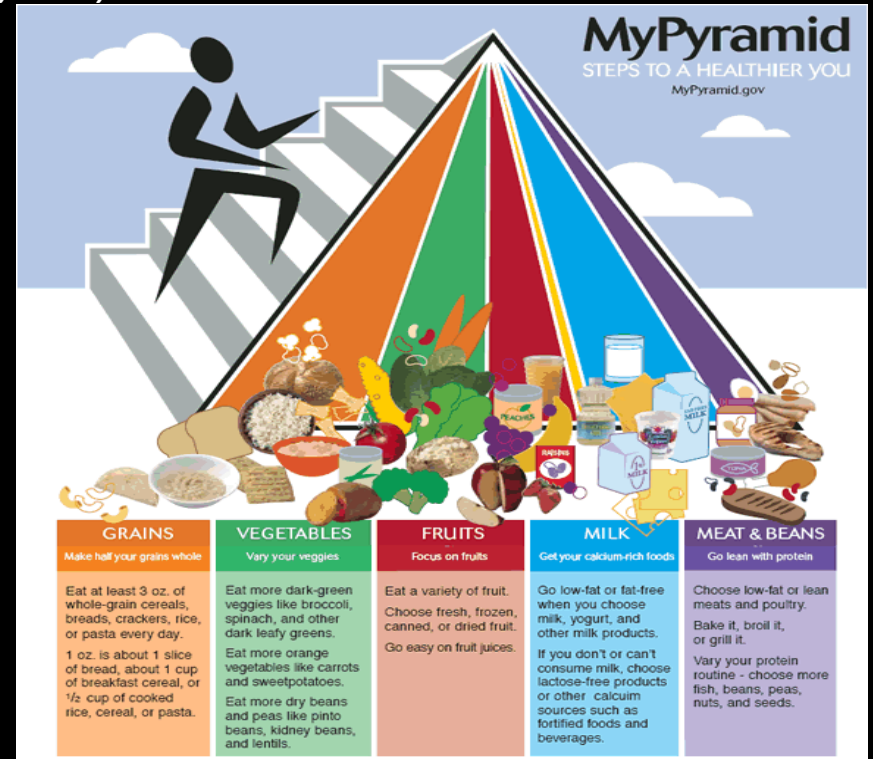 MyPyramid
STEPS TO A HEALTHIER YOU
MyPyramid.gov
PEACHES
RAISINS
MILK
MILK
TUNA
GRAINS
Make half your grains whole
Eat at least 3 oz. of
whole-grain cereals,
breads, crackers, rice,
or pasta every day.
1 oz. is about 1 slice
of bread, about 1 cup
of breakfast cereal, or
1/2 cup of cooked
rice, cereal, or pasta.
VEGETABLES
Vary your veggies
Eat more dark-green
veggies like broccoli,
spinach, and other
dark leafy greens.
Eat more orange
vegetables like carrots
and sweetpotatoes.
Eat more dry beans
and peas like pinto
beans, kidney beans,
and lentils.
FRUITS
Focus on fruits
Eat a variety of fruit.
Choose fresh, frozen,
canned, or dried fruit.
Go easy on fruit juices.
MILK
Get your calcium-rich foods
Go low-fat or fat-free
when you choose
milk, yogurt, and
other milk products.
If you don't or can't
consume milk, choose
lactose-free products
or other calcuim
sources such as
fortified foods and
beverages.
MEAT & BEANS
Go lean with protein
Choose low-fat or lean
meats and poultry.
Bake it, broil it,
or grill it.
Vary your protein
routine - choose more
fish, beans, peas,
nuts, and seeds.